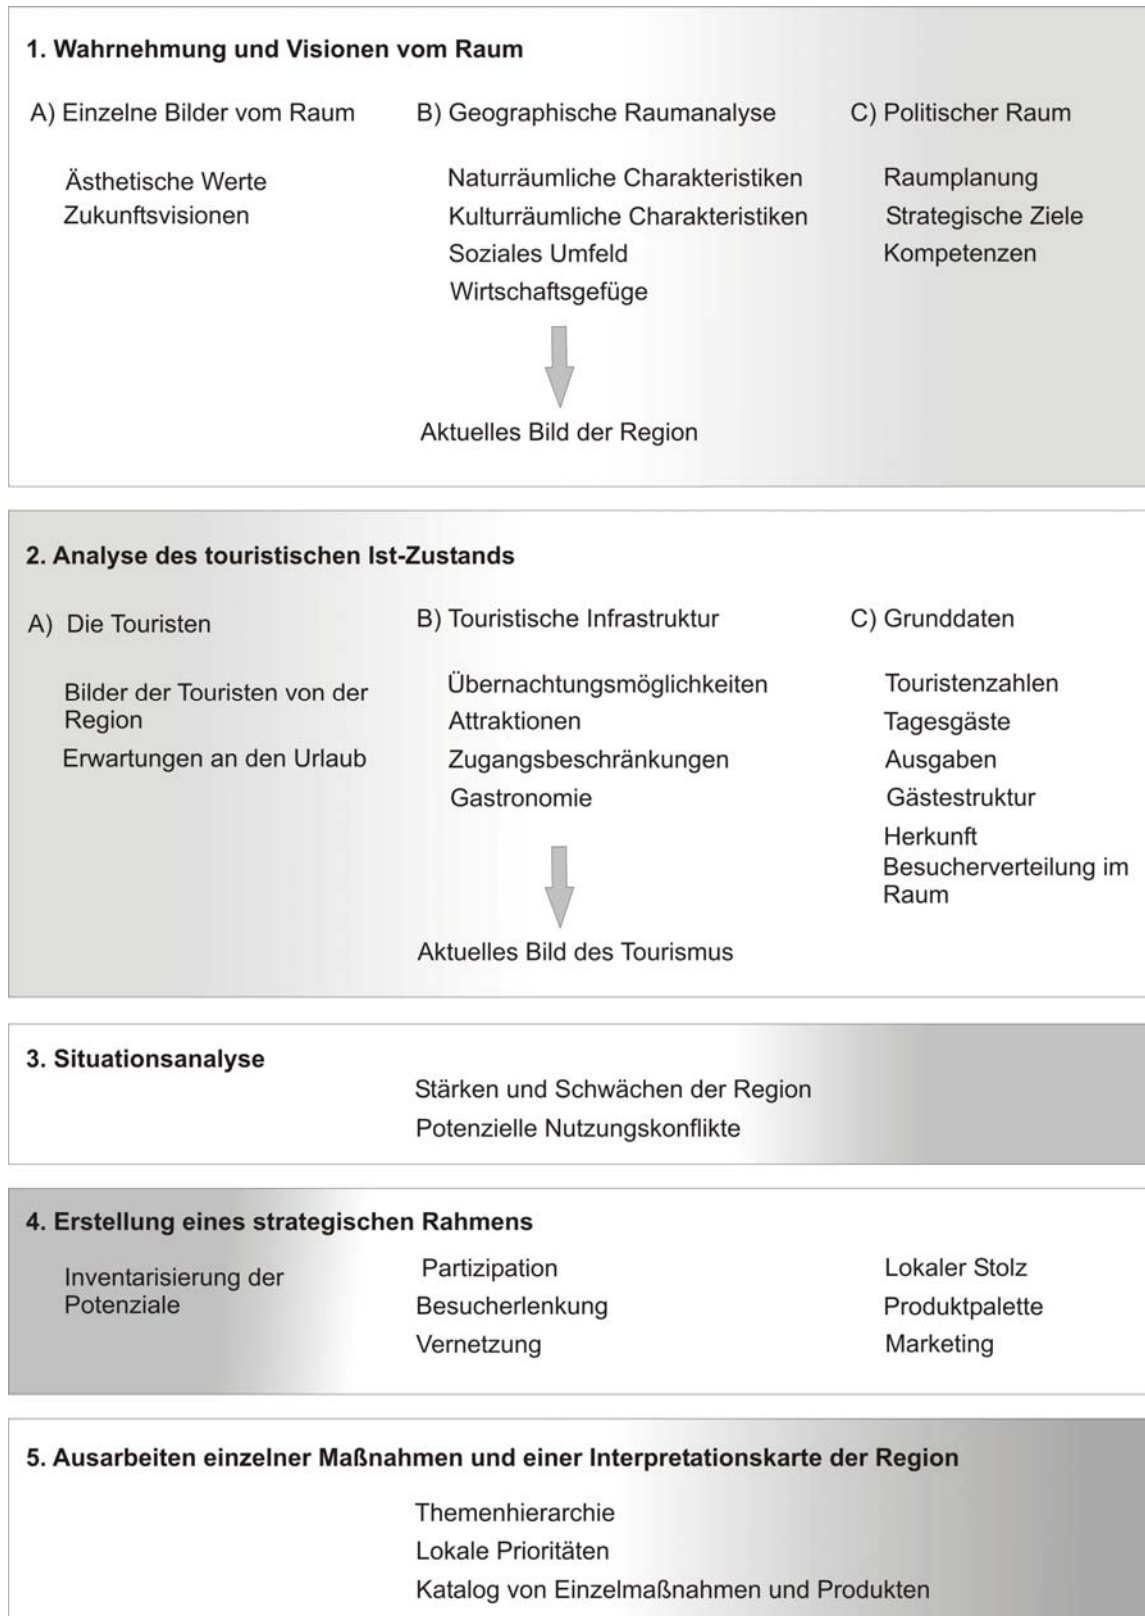 1. Wahrnehmung und Visionen vom Raum
A) Einzelne Bilder vom Raum
Ästhetische Werte
Zukunftsvisionen
B) Geographische Raumanalyse
Naturräumliche Charakteristiken
Kulturräumliche Charakteristiken
Soziales Umfeld
Wirtschaftsgefüge
C) Politischer Raum
Raumplanung
Strategische Ziele
Kompetenzen
Aktuelles Bild der Region
2. Analyse des touristischen Ist-Zustands
A) Die Touristen
Bilder der Touristen von der
Region
Erwartungen an den Urlaub
B) Touristische Infrastruktur
Übernachtungsmöglichkeiten
Attraktionen
Zugangsbeschränkungen
Gastronomie
C) Grunddaten
Touristenzahlen
Tagesgäste
Ausgaben
Gästestruktur
Herkunft
Besucherverteilung im
Raum
Aktuelles Bild des Tourismus
3. Situationsanalyse
Stärken und Schwächen der Region
Potenzielle Nutzungskonflikte
4. Erstellung eines strategischen Rahmens
Inventarisierung der
Potenziale
Partizipation
Besucherlenkung
Vernetzung
Lokaler Stolz
Produktpalette
Marketing
5. Ausarbeiten einzelner Maßnahmen und einer Interpretationskarte der Region
Themenhierarchie
Lokale Prioritäten
Katalog von Einzelmaßnahmen und Produkten